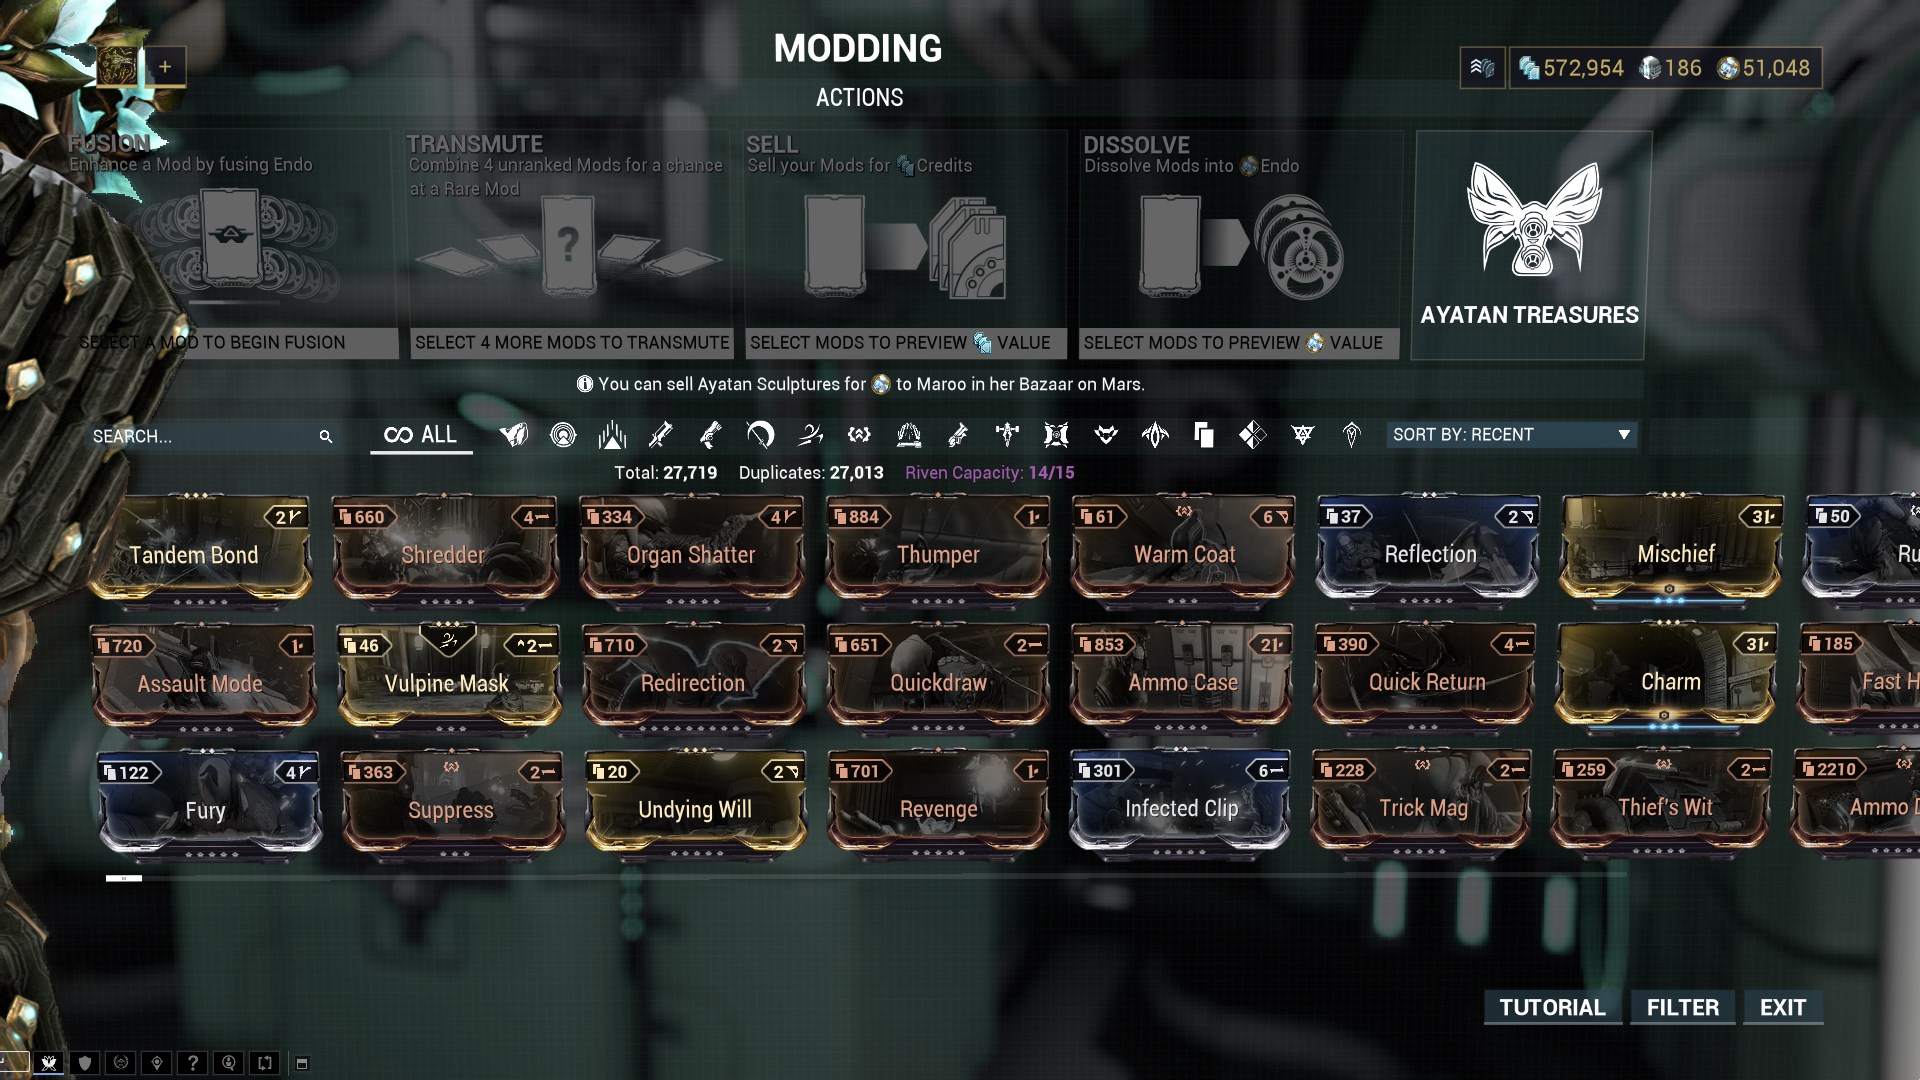 MODDING
ACTIONS
572,954 186 51,048
FUSION
Enhance a Mod by fusing Endo
SELECT A MOD TO BEGIN FUSION
TRANSMUTE
Combine 4 unranked Mods for a chance
at a Rare Mod
?
SELECT 4 MORE MODS TO TRANSMUTE
SELL
Sell your Mods for Credits
SELECT MODS TO PREVIEW VALUE
DISSOLVE
Dissolve Mods into Endo
SELECT MODS TO PREVIEW VALUE
AYATAN TREASURES
You can sell Ayatan Sculptures for to Maroo in her Bazaar on Mars.
SEARCH...
ALL
SORT BY: RECENT
Total: 27,719 Duplicates: 27,013 Riven Capacity: 14/15
2
Tandem Bond
660 4
Shredder
334 4
Organ Shatter
884 1
Thumper
61 6
Warm Coat
37 2
Reflection
31
Mischief
50
Ru
720 1
Assault Mode
46 2
Vulpine Mask
710 2
Redirection
651 2
Quickdraw
853 21
Ammo Case
390 4
Quick Return
31
Charm
185
Fast H
122 4
Fury
363 2
Suppress
20 2
Undying Will
701 1
Revenge
301 6
Infected Clip
228 2
Trick Mag
259 2
Thief's Wit
2210
Ammo D
TUTORIAL
FILTER
EXIT
?